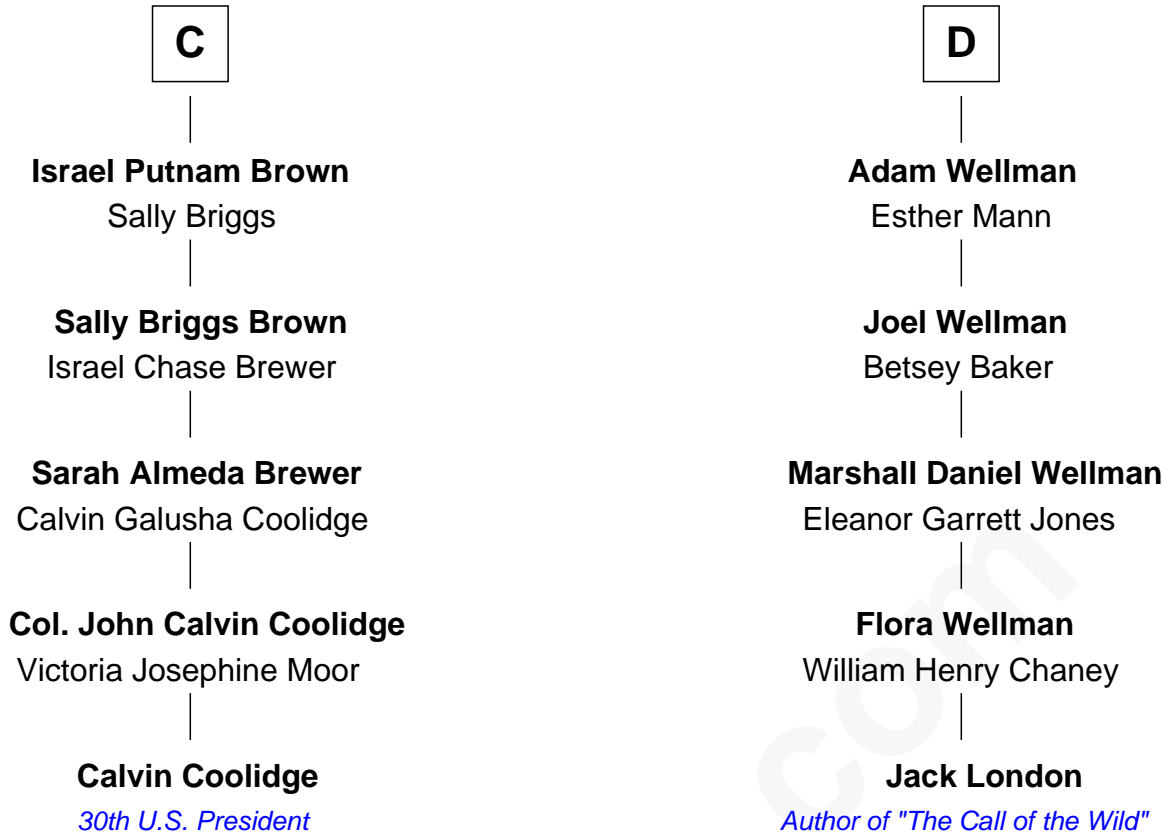 C
Israel Putnam Brown
Sally Briggs
Sally Briggs Brown
Israel Chase Brewer
Sarah Almeda Brewer
Calvin Galusha Coolidge
Col. John Calvin Coolidge
Victoria Josephine Moor
Calvin Coolidge
30th U.S. President
D
Adam Wellman
Esther Mann
Joel Wellman
Betsey Baker
Marshall Daniel Wellman
Eleanor Garrett Jones
Flora Wellman
William Henry Chaney
Jack London
Author of "The Call of the Wild"
com